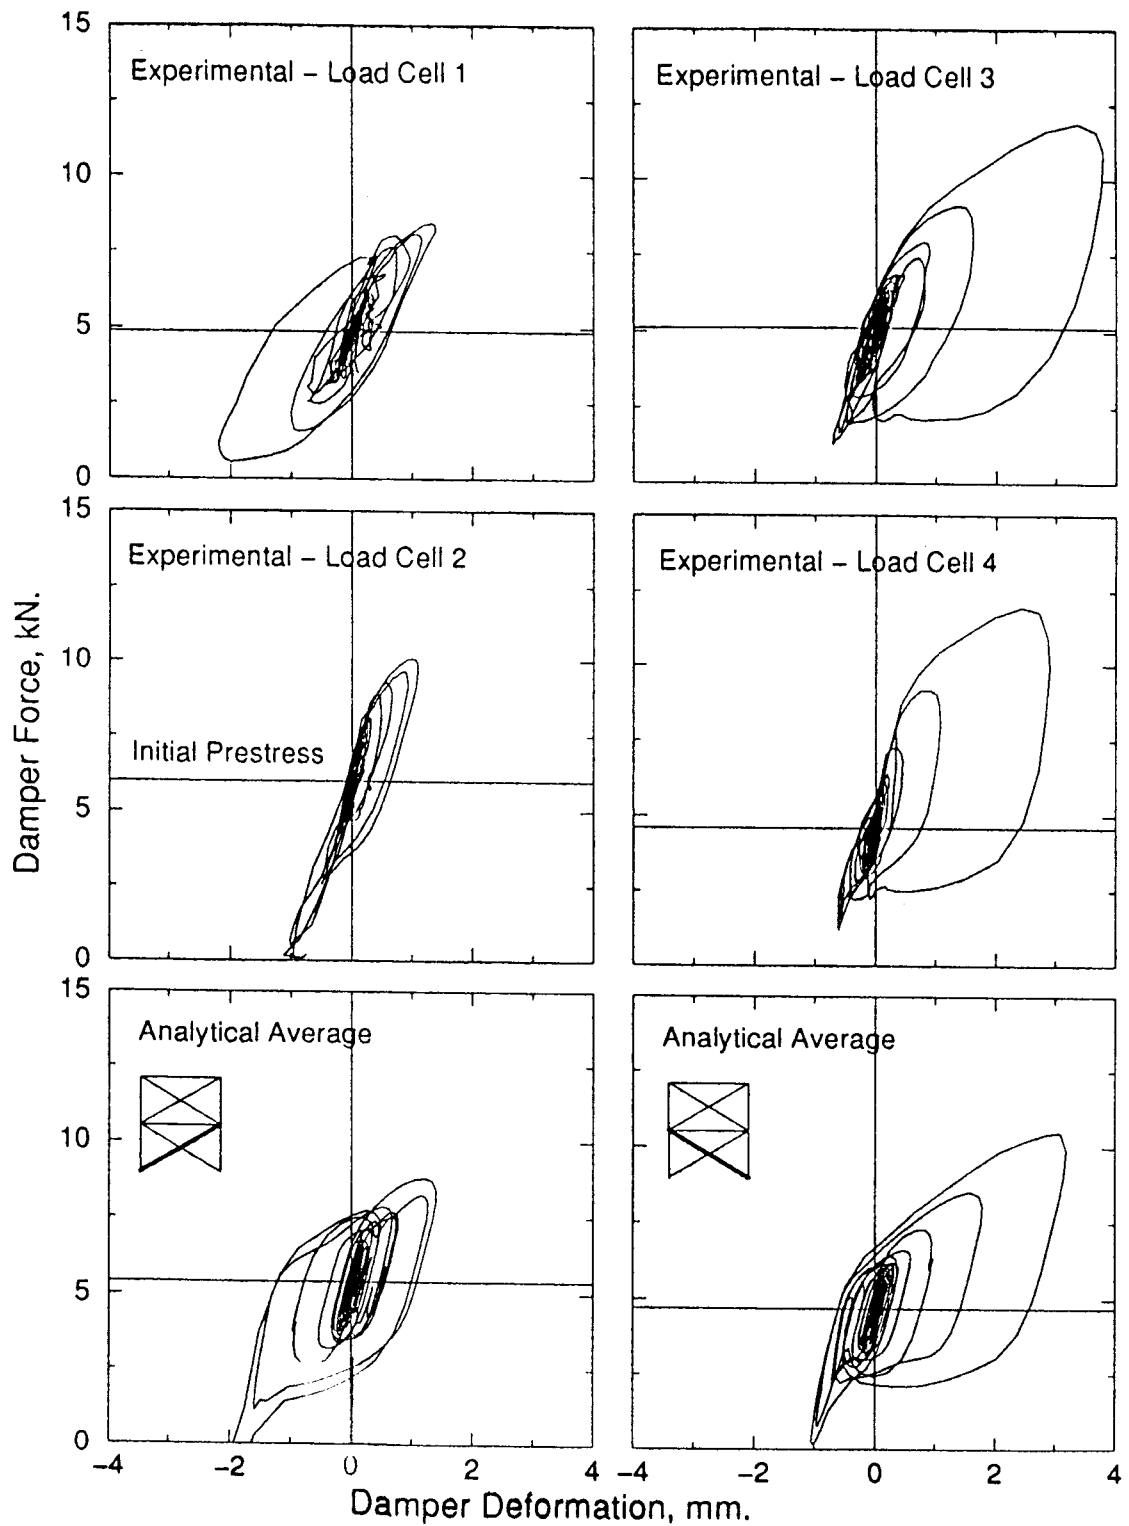 15
Experimental – Load Cell 1
Experimental – Load Cell 3
10
5
0
15
Experimental – Load Cell 2
Experimental – Load Cell 4
10
Initial Prestress
5
0
Damper Force, kN.
15
Analytical Average
Analytical Average
10
5
0
−4 −2 0 2 4 −4 −2 0 2 4
Damper Deformation, mm.